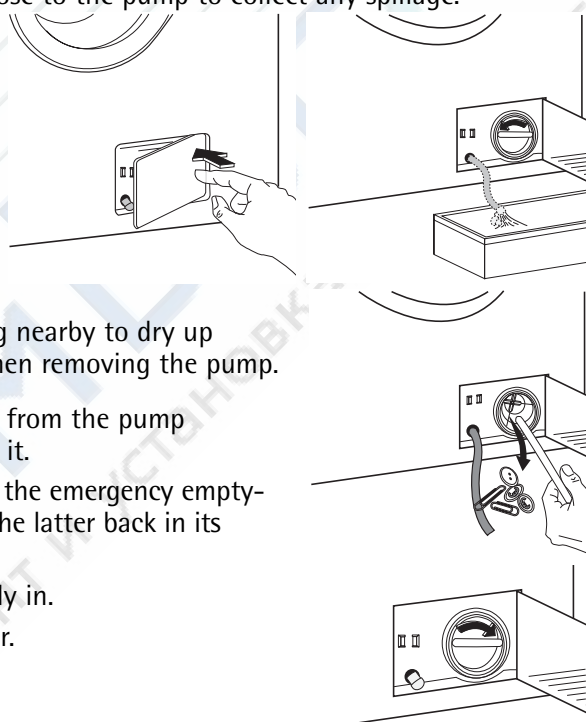 ose to the pump to collect any spillage.
g nearby to dry up
hen removing the pump.
from the pump
it.
the emergency empty-
he latter back in its
ly in.
r.